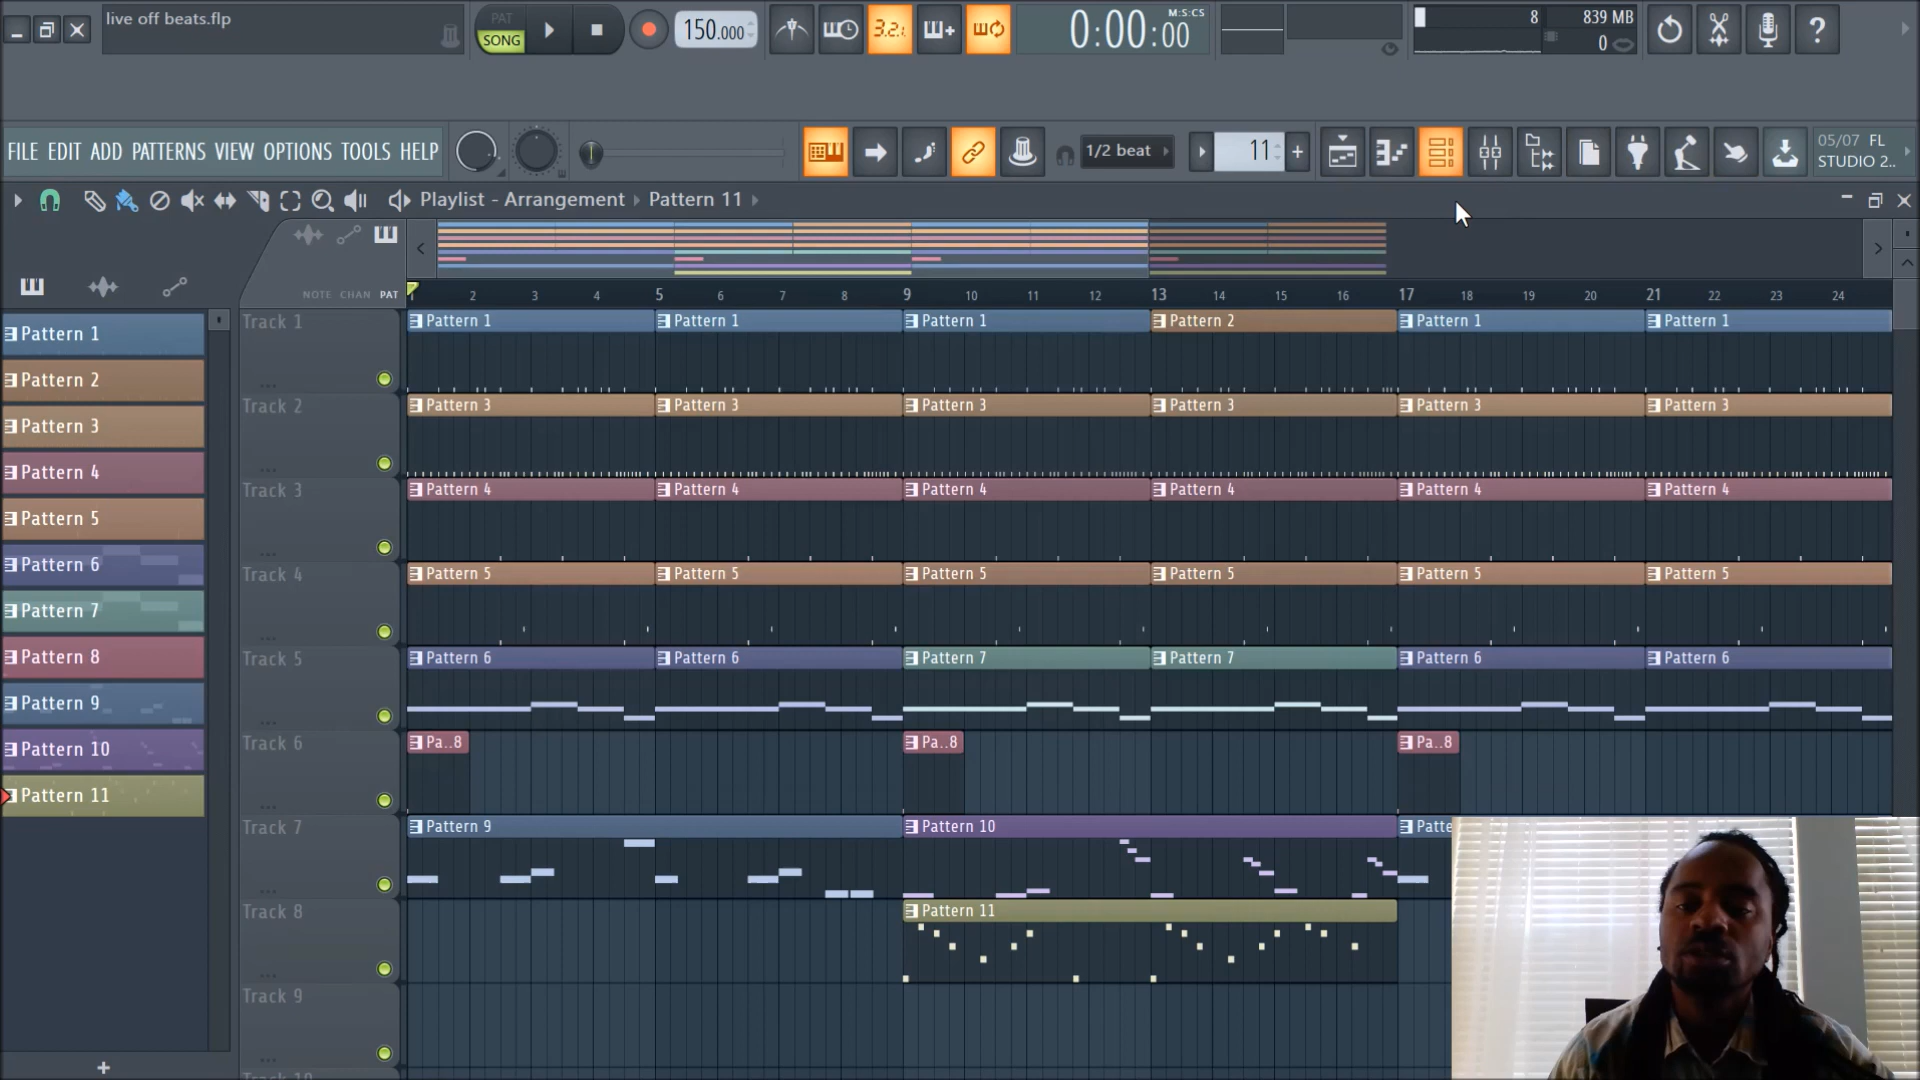 live off beats.flp
PAT
SONG
3.2.
150.000
0:00:00
M:S:CS
8
839 MB
0
?
FILE EDIT ADD PATTERNS VIEW OPTIONS TOOLS HELP
1/2 beat
11
+
05/07 FL
STUDIO 2..
Playlist - Arrangement
Pattern 11
NOTE CHAN PAT
1 2 3 4 5 6 7 8 9 10 11 12 13 14 15 16 17 18 19 20 21 22 23 24
Pattern 1
Pattern 2
Pattern 3
Pattern 4
Pattern 5
Pattern 6
Pattern 7
Pattern 8
Pattern 9
Pattern 10
Pattern 11
+
Track 1
Pattern 1 Pattern 1 Pattern 1 Pattern 2 Pattern 1 Pattern 1
Track 2
Pattern 3 Pattern 3 Pattern 3 Pattern 3 Pattern 3 Pattern 3
Track 3
Pattern 4 Pattern 4 Pattern 4 Pattern 4 Pattern 4 Pattern 4
Track 4
Pattern 5 Pattern 5 Pattern 5 Pattern 5 Pattern 5 Pattern 5
Track 5
Pattern 6 Pattern 6 Pattern 7 Pattern 7 Pattern 6 Pattern 6
Track 6
Pa..8 Pa..8 Pa..8
Track 7
Pattern 9 Pattern 10 Patte
Track 8
Pattern 11
Track 9
Track 10